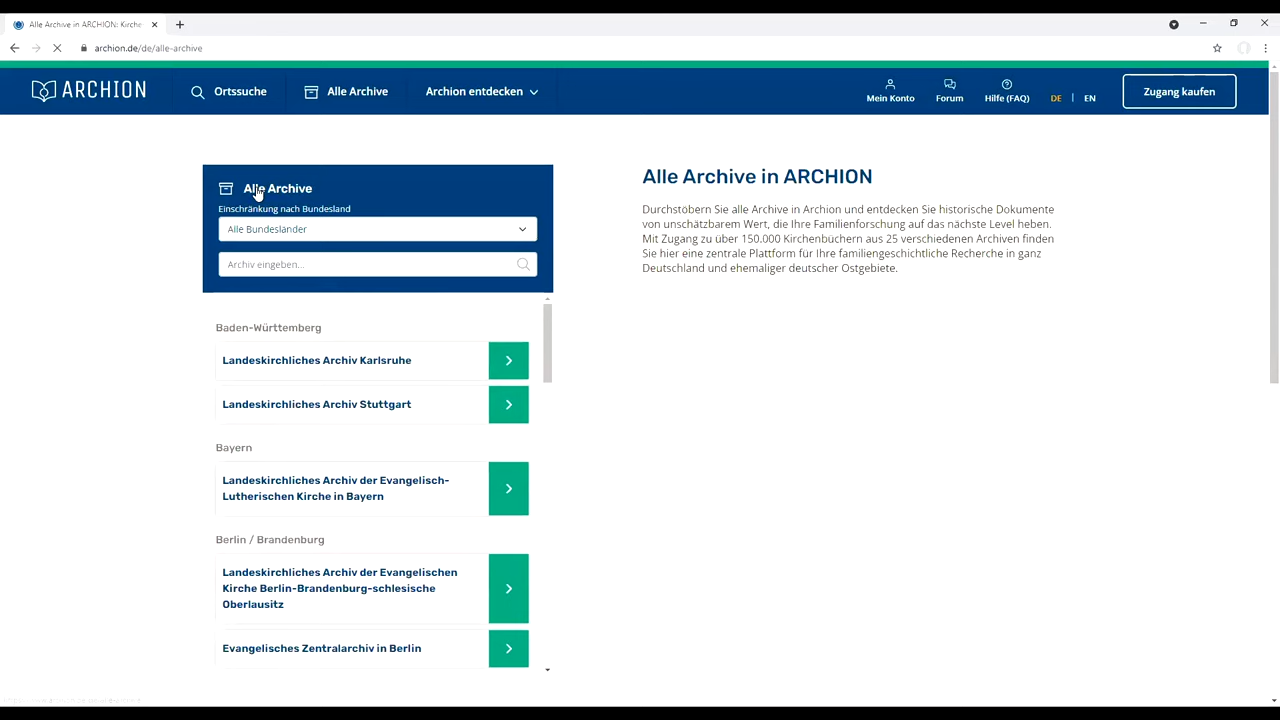 Alle Archive in ARCHION: Kirche
archion.de/de/alle-archive
ARCHION
Ortssuche
Alle Archive
Archion entdecken
Mein Konto
Forum
Hilfe (FAQ)
DE | EN
Zugang kaufen
Alle Archive
Einschränkung nach Bundesland
Alle Bundesländer
Archiv eingeben...
Baden-Württemberg
Landeskirchliches Archiv Karlsruhe
Landeskirchliches Archiv Stuttgart
Bayern
Landeskirchliches Archiv der Evangelisch-
Lutherischen Kirche in Bayern
Berlin / Brandenburg
Landeskirchliches Archiv der Evangelischen
Kirche Berlin-Brandenburg-schlesische
Oberlausitz
Evangelisches Zentralarchiv in Berlin
Alle Archive in ARCHION
Durchstöbern Sie alle Archive in Archion und entdecken Sie historische Dokumente
von unschätzbarem Wert, die Ihre Familienforschung auf das nächste Level heben.
Mit Zugang zu über 150.000 Kirchenbüchern aus 25 verschiedenen Archiven finden
Sie hier eine zentrale Plattform für Ihre familiengeschichtliche Recherche in ganz
Deutschland und ehemaliger deutscher Ostgebiete.